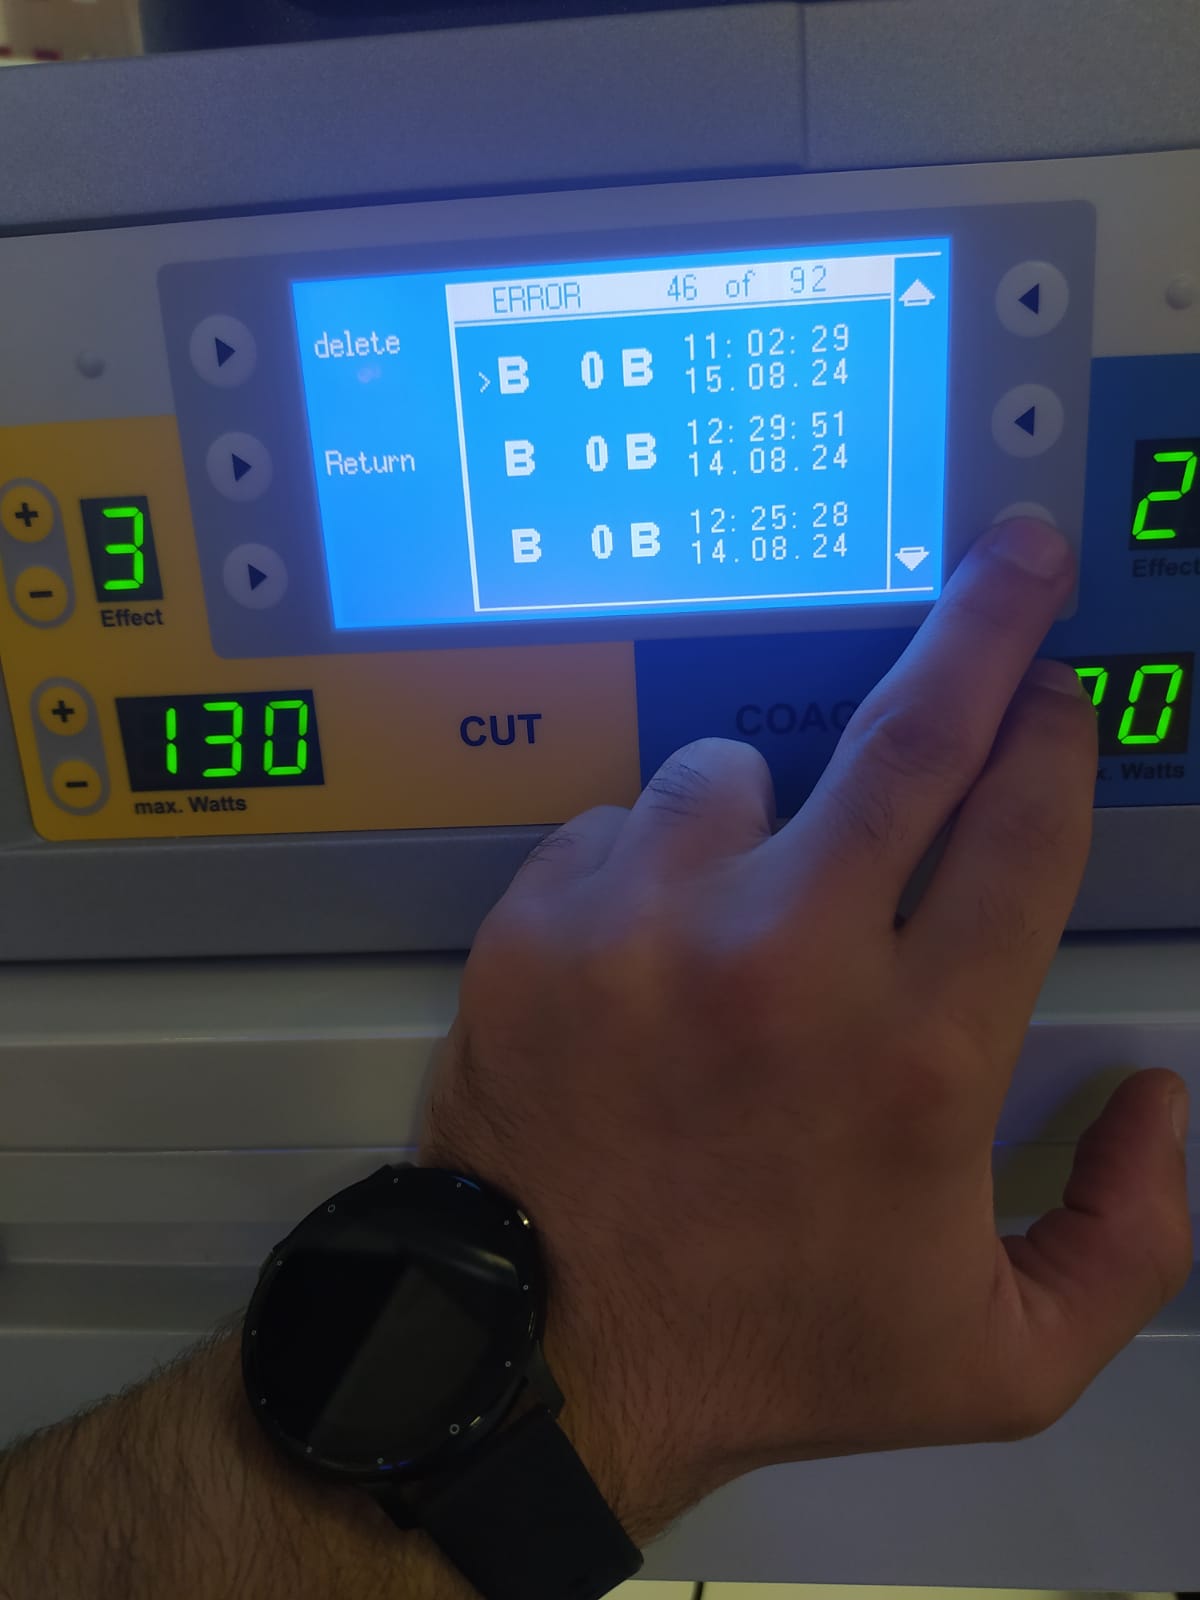 ERROR 46 of 92
delete
>B 0B 11:02:29
15.08.24
Return
B 0B 12:29:51
14.08.24
B 0B 12:25:28
14.08.24
+
3
-
Effect
2
Effect
+
130
-
max. Watts
CUT
0
Watts